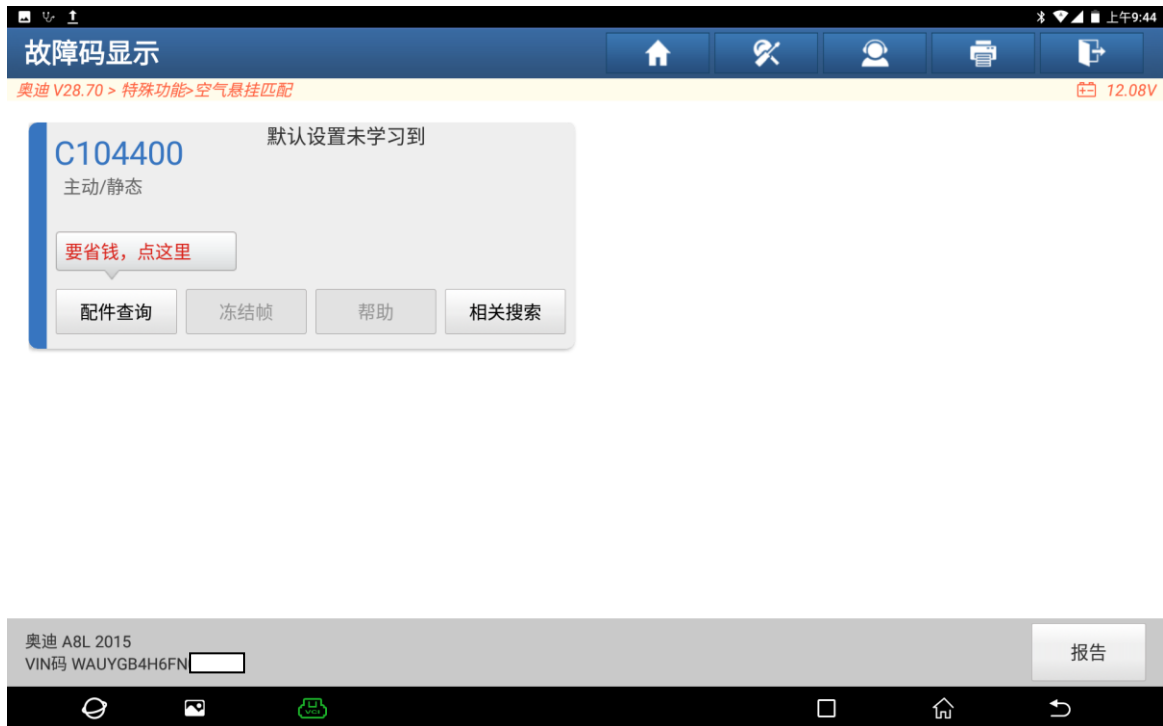 上午9:44
故障码显示
奥迪 V28.70 > 特殊功能>空气悬挂匹配
12.08V
C104400
默认设置未学习到
主动/静态
要省钱，点这里
配件查询
冻结帧
帮助
相关搜索
奥迪 A8L 2015
VIN码 WAUYGB4H6FN
报告
VCI